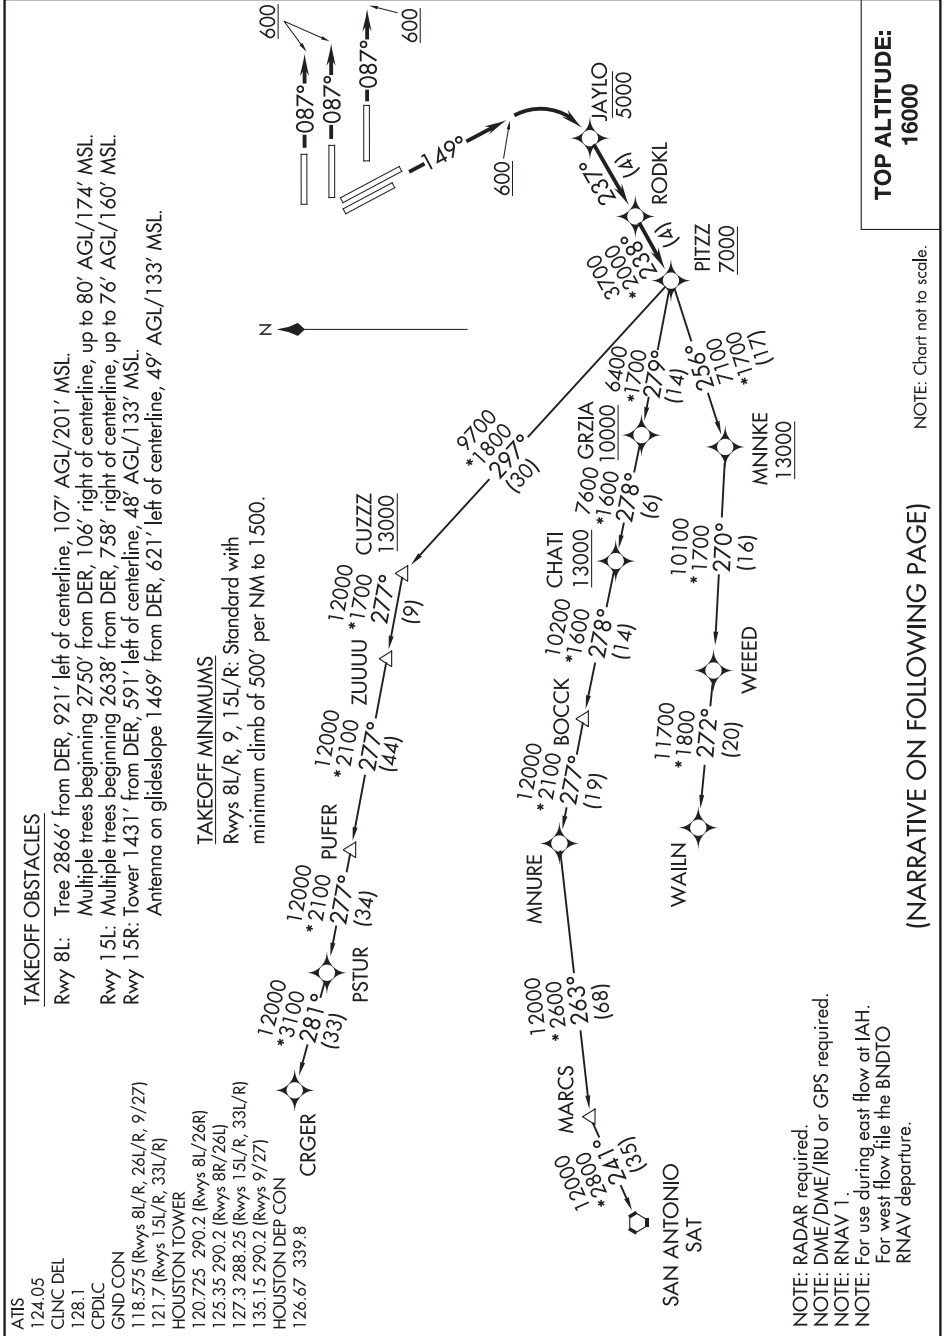 ATIS
124.05
CLNC DEL
128.1
CPDLC
GND CON
118.575 (Rwys 8L/R, 26L/R, 9/27)
121.7 (Rwys 15L/R, 33L/R)
HOUSTON TOWER
120.725 290.2 (Rwys 8L/26R)
125.35 290.2 (Rwys 8R/26L)
127.3 288.25 (Rwys 15L/R, 33L/R)
135.15 290.2 (Rwys 9/27)
HOUSTON DEP CON
126.67 339.8
TAKEOFF OBSTACLES
Rwy 8L: Tree 2866' from DER, 921' left of centerline, 107' AGL/201' MSL.
Multiple trees beginning 2750' from DER, 106' right of centerline, up to 80' AGL/174' MSL.
Rwy 15L: Multiple trees beginning 2638' from DER, 758' right of centerline, up to 76' AGL/160' MSL.
Rwy 15R: Tower 1431' from DER, 591' left of centerline, 48' AGL/133' MSL.
Antenna on glideslope 1469' from DER, 621' left of centerline, 49' AGL/133' MSL.
TAKEOFF MINIMUMS
Rwys 8L/R, 9, 15L/R: Standard with
minimum climb of 500' per NM to 1500.
N
600
087°
087°
087°
600
149°
600
JAYLO
5000
237°
(4)
RODKL
3700
*2000
238°
(4)
PITZZ
7000
9700
*1800
297°
(30)
CUZZZ
13000
12000
*1700
277°
(9)
ZUUUU
12000
*2100
277°
(44)
PUFER
12000
*2100
277°
(34)
PSTUR
12000
*3100
281°
(33)
CRGER
6400
*1700
279°
(14)
GRZIA
10000
7600
*1600
278°
(6)
CHATI
13000
10200
*1600
278°
(14)
BOCCK
12000
*2100
277°
(19)
MNURE
12000
*2600
263°
(68)
MARCS
12000
*2800
241°
(35)
SAN ANTONIO
SAT
256°
7100
*1700
(17)
MNNKE
13000
10100
*1700
270°
(16)
WEEED
11700
*1800
272°
(20)
WAILN
NOTE: RADAR required.
NOTE: DME/DME/IRU or GPS required.
NOTE: RNAV 1.
NOTE: For use during east flow at IAH.
For west flow file the BNDTO
RNAV departure.
(NARRATIVE ON FOLLOWING PAGE)
NOTE: Chart not to scale.
TOP ALTITUDE:
16000